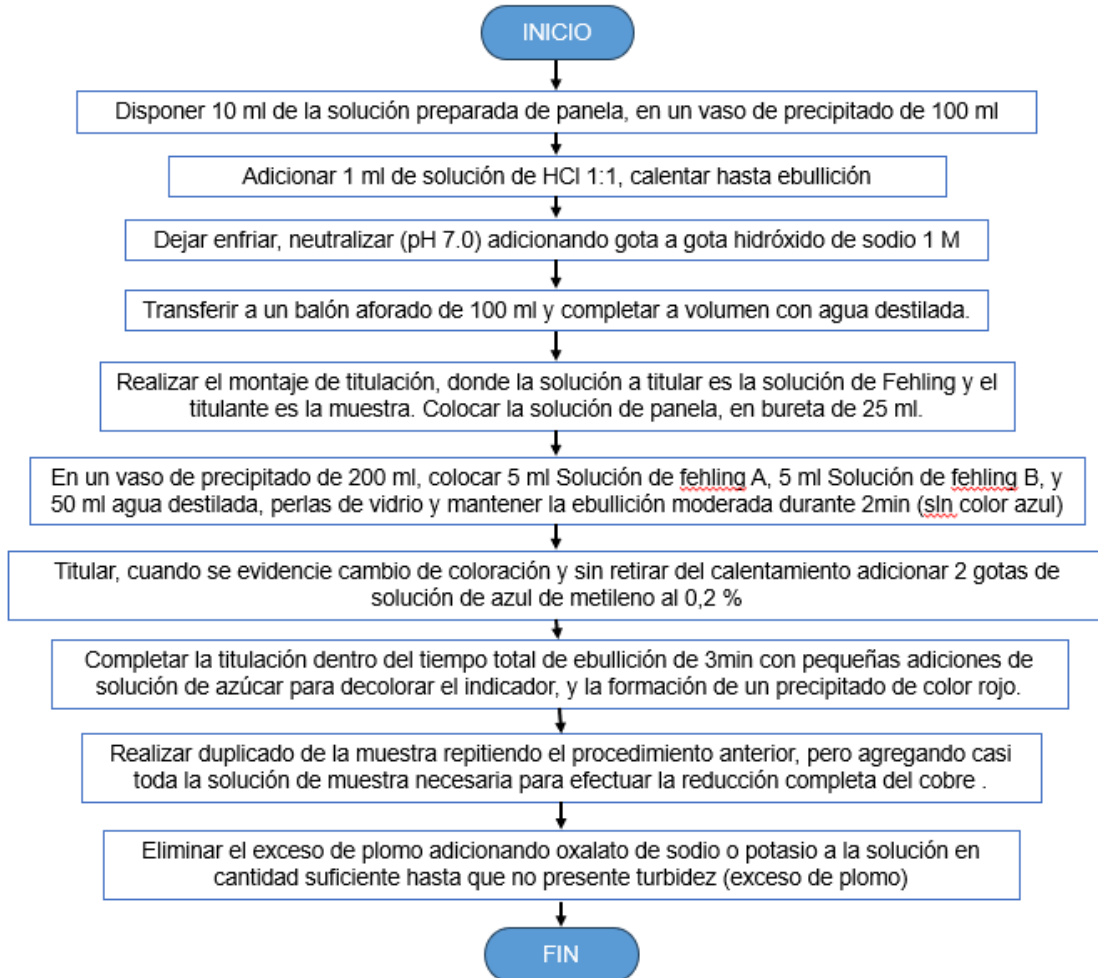 INICIO
Disponer 10 ml de la solución preparada de panela, en un vaso de precipitado de 100 ml
Adicionar 1 ml de solución de HCl 1:1, calentar hasta ebullición
Dejar enfriar, neutralizar (pH 7.0) adicionando gota a gota hidróxido de sodio 1 M
Transferir a un balón aforado de 100 ml y completar a volumen con agua destilada.
Realizar el montaje de titulación, donde la solución a titular es la solución de Fehling y el
titulante es la muestra. Colocar la solución de panela, en bureta de 25 ml.
En un vaso de precipitado de 200 ml, colocar 5 ml Solución de fehling A, 5 ml Solución de fehling B, y
50 ml agua destilada, perlas de vidrio y mantener la ebullición moderada durante 2min (sln color azul)
Titular, cuando se evidencie cambio de coloración y sin retirar del calentamiento adicionar 2 gotas de
solución de azul de metileno al 0,2 %
Completar la titulación dentro del tiempo total de ebullición de 3min con pequeñas adiciones de
solución de azúcar para decolorar el indicador, y la formación de un precipitado de color rojo.
Realizar duplicado de la muestra repitiendo el procedimiento anterior, pero agregando casi
toda la solución de muestra necesaria para efectuar la reducción completa del cobre .
Eliminar el exceso de plomo adicionando oxalato de sodio o potasio a la solución en
cantidad suficiente hasta que no presente turbidez (exceso de plomo)
FIN